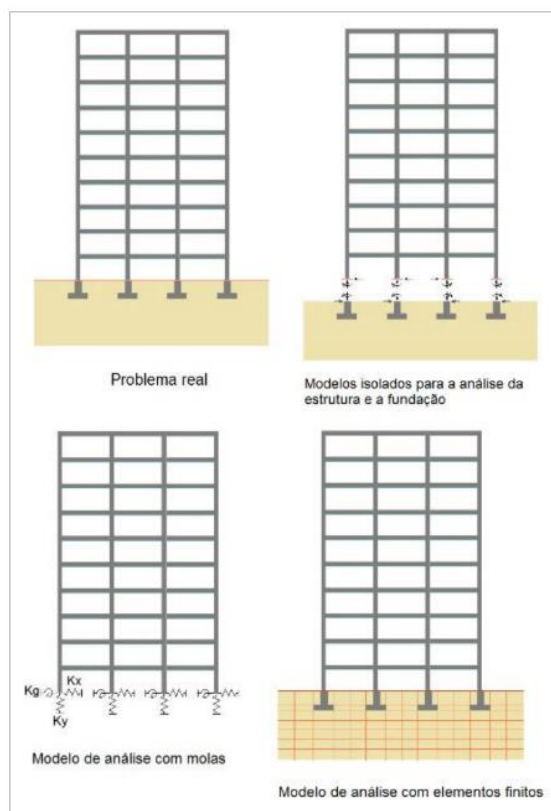 Problema real
Modelos isolados para a análise da
estrutura e a fundação
Kg
Kx
Ky
Modelo de análise com molas
Modelo de análise com elementos finitos